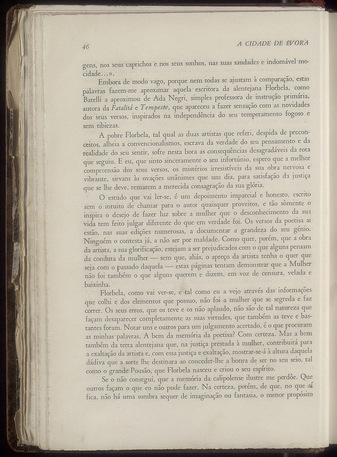 46
A CIDADE DE ÉVORA
gens, nos seus caprichos e nos seus sonhos, nas suas saudades e indomável mo-
cidade...».
Embora de modo vago, porque nem todas se ajustam à comparação, estas
palavras fazem-me aproximar aquela escritora da alentejana Florbela, como
Batelli a aproximou de Ada Negri, simples professora de instrução primária,
autora da Fatalità e Tempeste, que apareceu a fazer sensação com as novidades
dos seus versos, inspirados na independência do seu temperamento fogoso e
sem tibiezas.
A pobre Florbela, tal qual as duas artistas que referi, despida de precon-
ceitos, alheia a convencionalismos, escrava da verdade do seu pensamento e da
realidade do seu sentir, sofre nesta hora as consequências desagradáveis da rota
que seguiu. E eu, que sinto sinceramente o seu infortúnio, espero que a melhor
compreensão dos seus versos, os mistérios irresistíveis da sua obra nervosa e
vibrante, sirvam às ovações unânimes que um dia, para satisfação da justiça
que se lhe deve, rematem a merecida consagração da sua glória.
O estudo que vai ler-se, é um depoimento imparcial e honesto, escrito
sem o intuito de chamar para o autor quaisquer proventos, e tão sòmente o
inspira o desejo de fazer luz sobre a mulher que o desconhecimento da sua
vida tem feito julgar diferente do que em verdade foi. Os versos da poetisa aí
estão, nas suas edições numerosas, a documentar a grandeza do seu génio.
Ninguém o contesta já, a não ser por maldade. Como quer, porém, que a obra
da artista, a sua glorificação, estejam a ser prejudicados com o que alguns pensam
da conduta da mulher — sem que, aliás, o apreço da artista tenha o quer que
seja com o passado daquela — estas páginas tentam demonstrar que a Mulher
não foi também o que alguns querem e dizem, em voz de censura, velada e
baixinha.
Florbela, como vai ver-se, e tal como eu a vejo através das informações
que colhi e dos elementos que possuo, não foi a mulher que se segreda e faz
correr. Os seus erros, que os teve e os não aplaudo, não são de tal natureza que
façam desaparecer completamente as suas virtudes, que também as teve e bas-
tantes foram. Notar uns e outros para um julgamento acertado, é o que procuram
as minhas palavras. A bem da memória da poetisa? Com certeza. Mas a bem
também da terra alentejana que, na justiça prestada à mulher, contribuirá para
a exaltação da artista e, com esta justiça e exaltação, mostrar-se-á à altura daquela
dádiva que a sorte lhe destinara ao conceder-lhe a honra de ser no seu seio, tal
como o grande Pousão, que Florbela nasceu e criou o seu espírito.
Se o não consegui, que a memória da calipolense ilustre me perdôe. Que
outros façam o que eu não pude fazer. Na certeza, porém, de que, no que aí
fica, não há uma sombra sequer de imaginação ou fantasia, o menor propósito